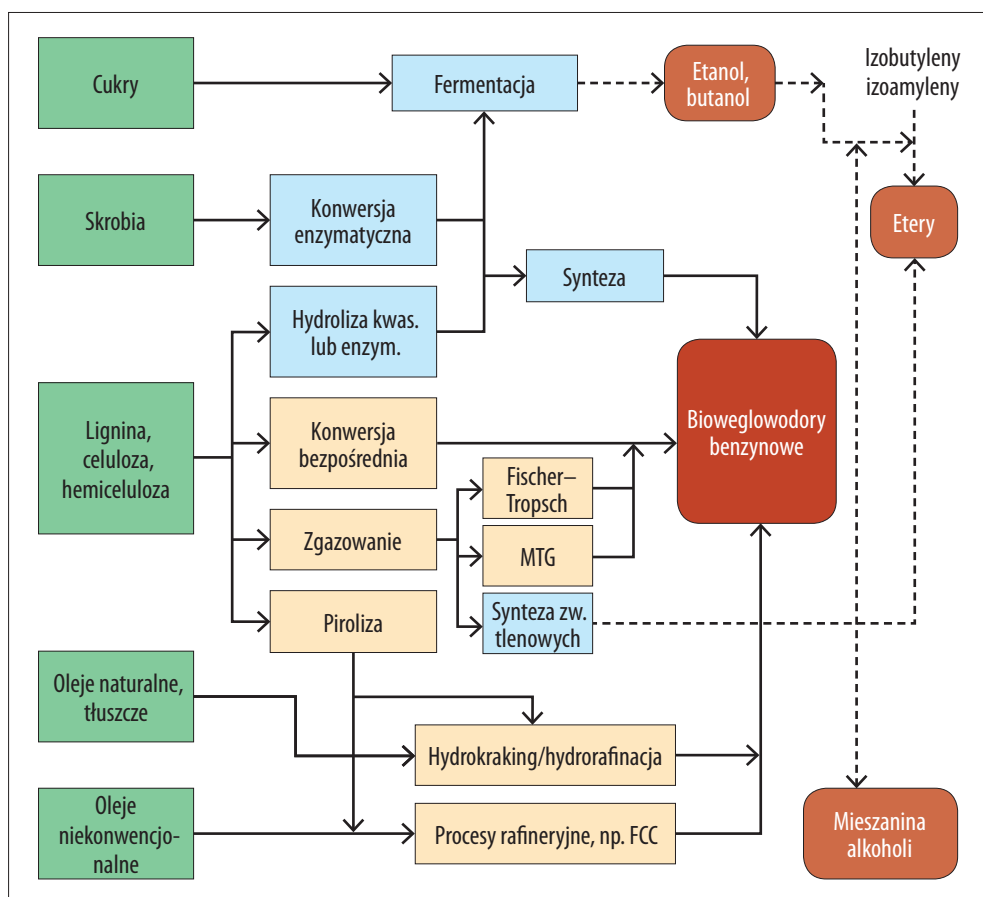 Cukry
Fermentacja
Etanol,
butanol
Izobutyleny
izoamyleny
Skrobia
Konwersja
enzymatyczna
Etery
Synteza
Hydroliza kwas.
lub enzym.
Lignina,
celuloza,
hemiceluloza
Konwersja
bezpośrednia
Bioweglowodory
benzynowe
Fischer–
Tropsch
Zgazowanie
MTG
Piroliza
Synteza zw.
tlenowych
Oleje naturalne,
tłuszcze
Hydrokraking/hydrorafinacja
Oleje
niekonwencjo-
nalne
Procesy rafineryjne, np. FCC
Mieszanina
alkoholi